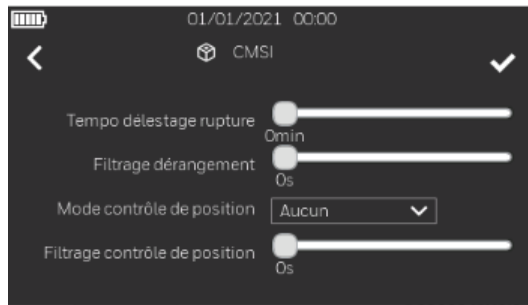 01/01/2021 00:00
CMSI
Tempo délestage rupture
0min
Filtrage dérangement
0s
Mode contrôle de position Aucun
Filtrage contrôle de position
0s